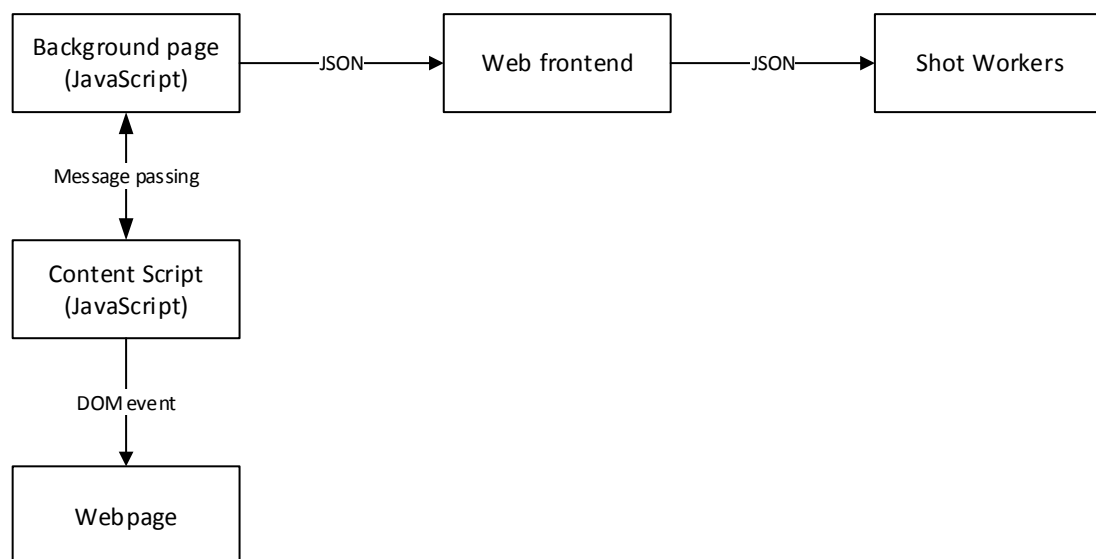 Background page
(JavaScript)
JSON
Web frontend
JSON
Shot Workers
Message passing
Content Script
(JavaScript)
DOM event
Webpage